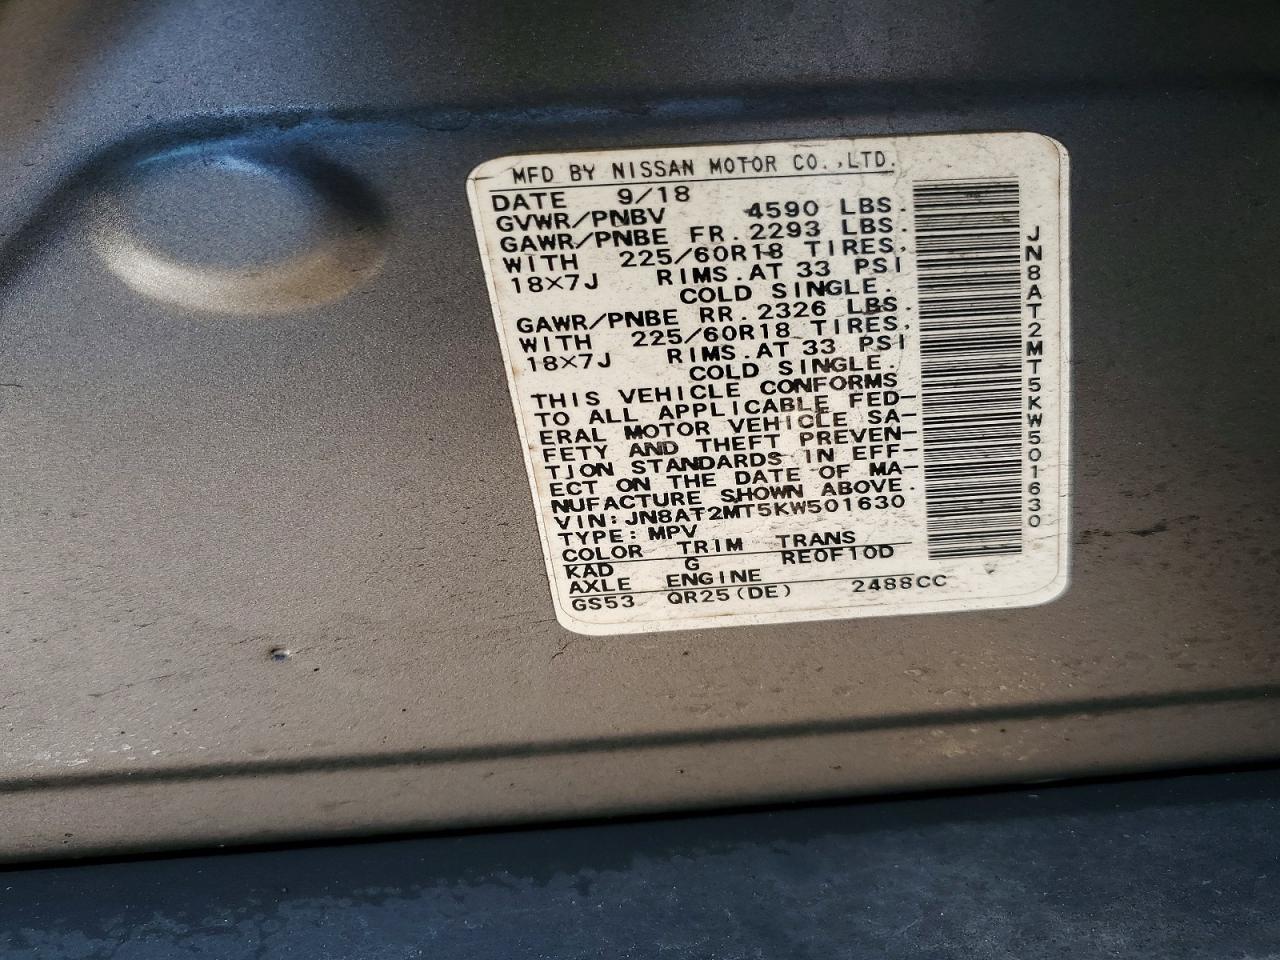 MFD BY NISSAN MOTOR CO.,LTD.
DATE 9/18
GVWR/PNBV 4590 LBS.
GAWR/PNBE FR. 2293 LBS.
WITH 225/60R18 TIRES,
18×7J RIMS.AT 33 PSI
COLD SINGLE.
GAWR/PNBE RR. 2326 LBS.
WITH 225/60R18 TIRES,
18×7J RIMS.AT 33 PSI
COLD SINGLE.
THIS VEHICLE CONFORMS
TO ALL APPLICABLE FED-
ERAL MOTOR VEHICLE SA-
FETY AND THEFT PREVEN-
TION STANDARDS IN EFF-
ECT ON THE DATE OF MA-
NUFACTURE SHOWN ABOVE.
VIN:JN8AT2MT5KW501630
TYPE:MPV
COLOR TRIM TRANS
KAD G RE0F10D
AXLE ENGINE
GS53 QR25(DE) 2488CC
JN8AT2MT5KW501630